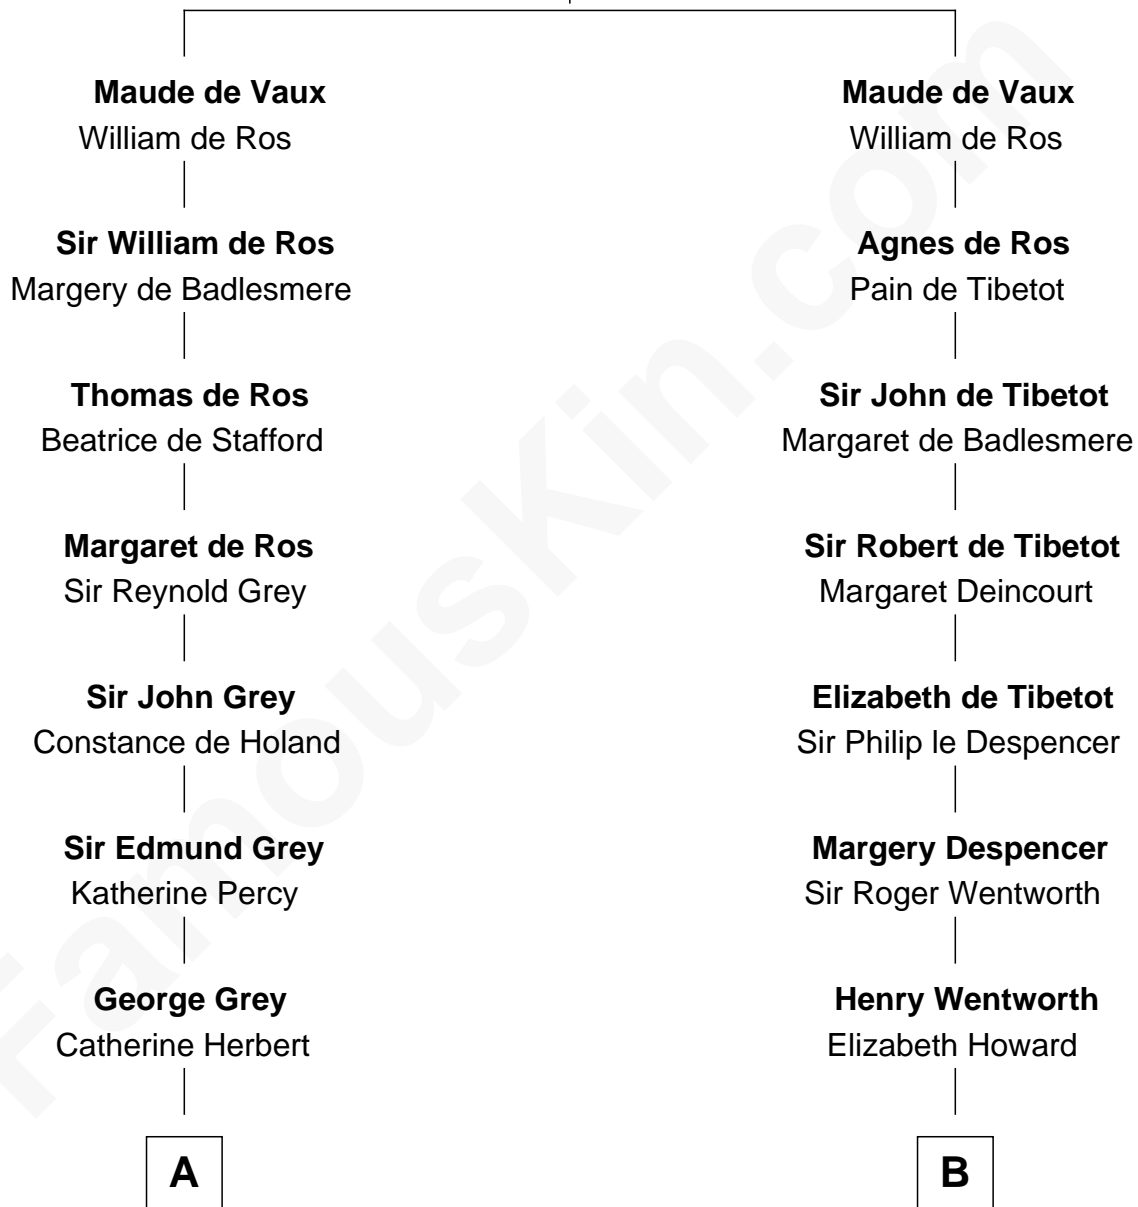 Maude de Vaux
William de Ros
Sir William de Ros
Margery de Badlesmere
Thomas de Ros
Beatrice de Stafford
Margaret de Ros
Sir Reynold Grey
Sir John Grey
Constance de Holand
Sir Edmund Grey
Katherine Percy
George Grey
Catherine Herbert
A
Maude de Vaux
William de Ros
Agnes de Ros
Pain de Tibetot
Sir John de Tibetot
Margaret de Badlesmere
Sir Robert de Tibetot
Margaret Deincourt
Elizabeth de Tibetot
Sir Philip le Despencer
Margery Despencer
Sir Roger Wentworth
Henry Wentworth
Elizabeth Howard
B
FamousKin.com